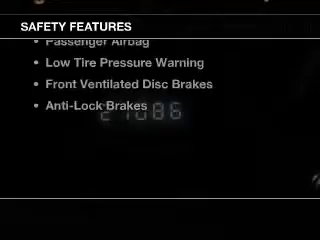 SAFETY FEATURES
• Passenger Airbag
• Low Tire Pressure Warning
• Front Ventilated Disc Brakes
• Anti-Lock Brakes